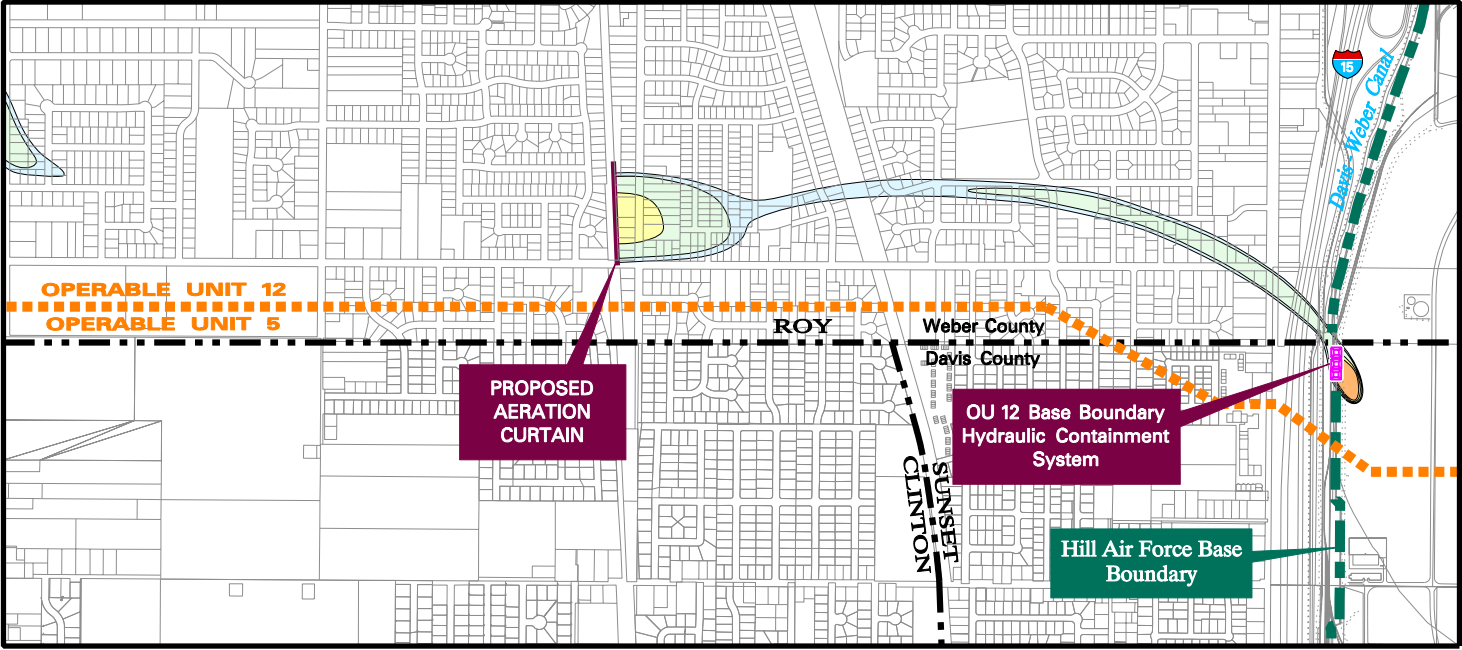 15
Davis - Weber Canal
OPERABLE UNIT 12
OPERABLE UNIT 5
ROY
Weber County
Davis County
PROPOSED
AERATION
CURTAIN
OU 12 Base Boundary
Hydraulic Containment
System
SUNSET
CLINTON
Hill Air Force Base
Boundary